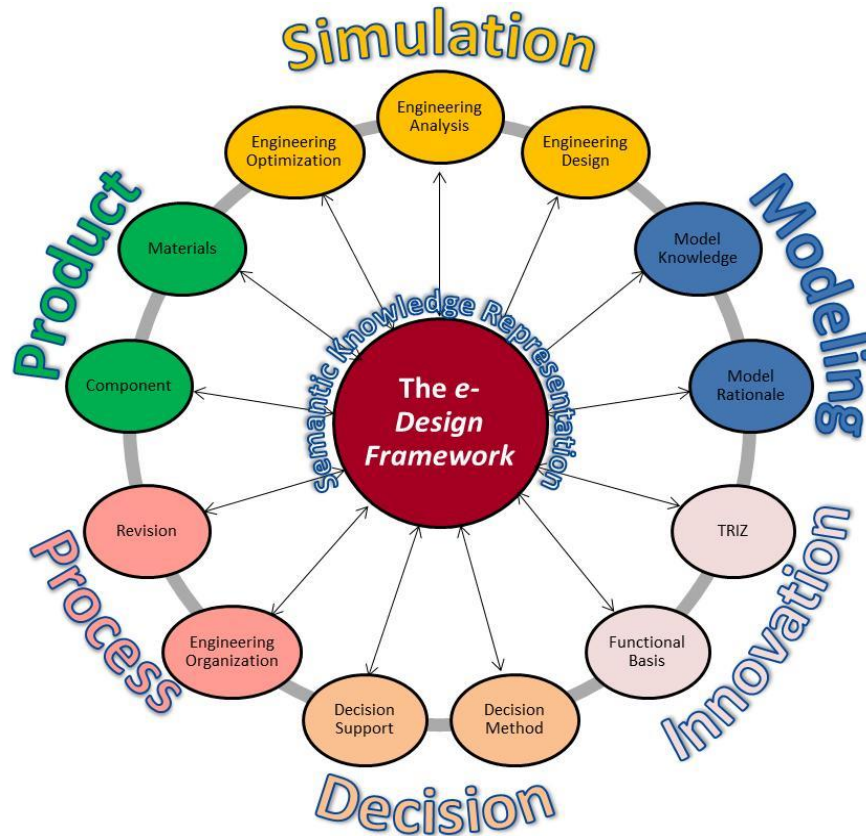 Simulation
Engineering
Analysis
Engineering
Optimization
Engineering
Design
Product
Materials
Component
Modeling
Model
Knowledge
Model
Rationale
Semantic Knowledge Representation
The e-
Design
Framework
Process
Revision
Engineering
Organization
Innovation
TRIZ
Functional
Basis
Decision
Support
Decision
Method
Decision